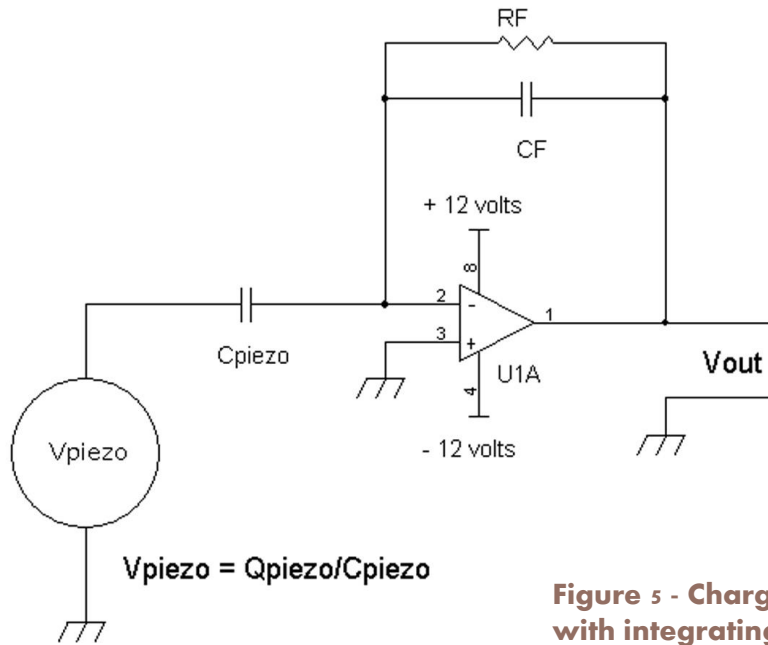 RF
CF
+ 12 volts
8
2
-
1
Cpiezo
3
+
U1A
Vout
4
Vpiezo
- 12 volts
Vpiezo = Qpiezo/Cpiezo
Figure 5 - Charg
with integrating